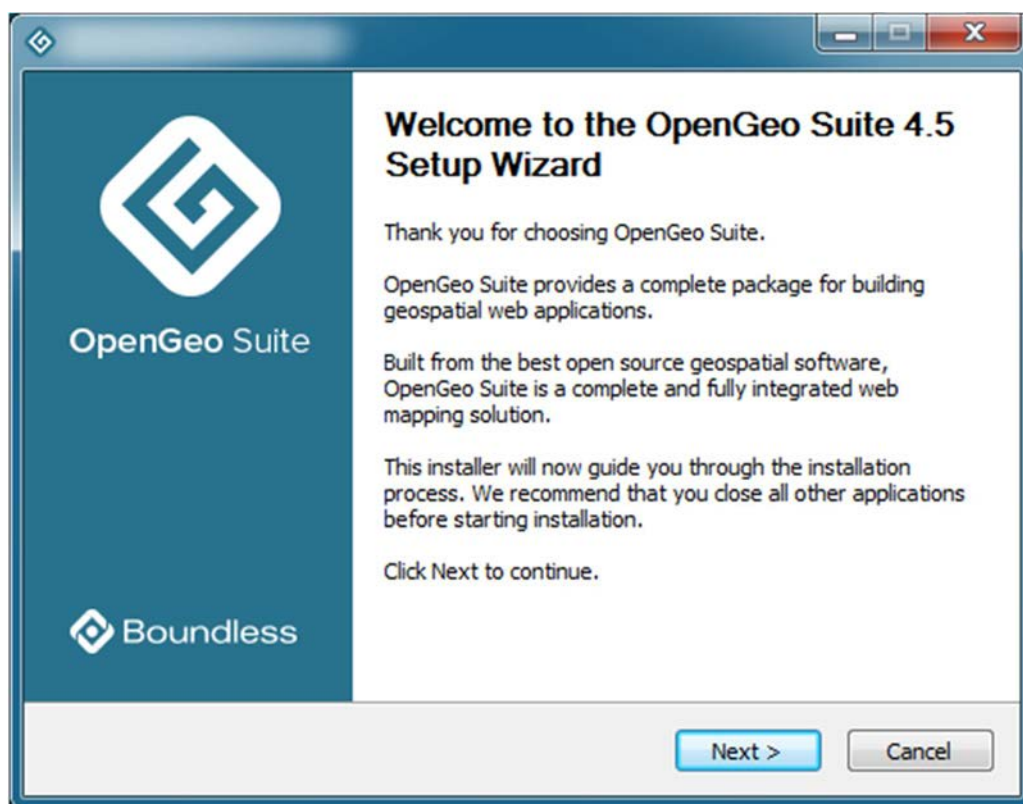 Welcome to the OpenGeo Suite 4.5
Setup Wizard
Thank you for choosing OpenGeo Suite.
OpenGeo Suite provides a complete package for building
geospatial web applications.
Built from the best open source geospatial software,
OpenGeo Suite is a complete and fully integrated web
mapping solution.
This installer will now guide you through the installation
process. We recommend that you close all other applications
before starting installation.
Click Next to continue.
OpenGeo Suite
Boundless
Next >
Cancel